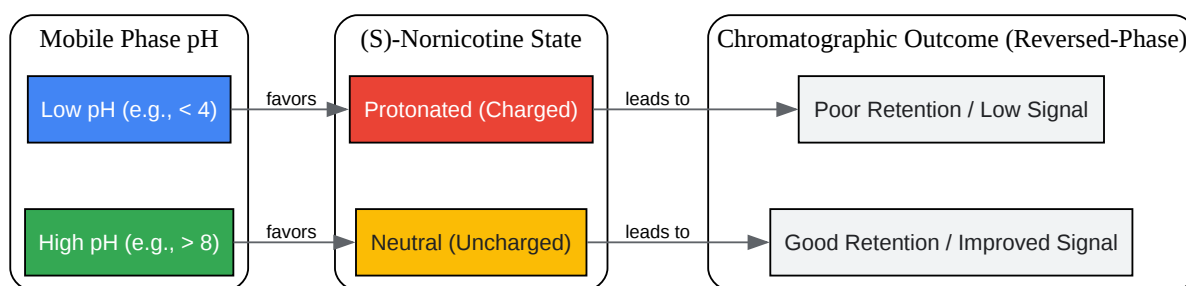 Mobile Phase pH
(S)-Nornicotine State
Chromatographic Outcome (Reversed-Phase)
Low pH (e.g., < 4)
favors
Protonated (Charged)
leads to
Poor Retention / Low Signal
High pH (e.g., > 8)
favors
Neutral (Uncharged)
leads to
Good Retention / Improved Signal